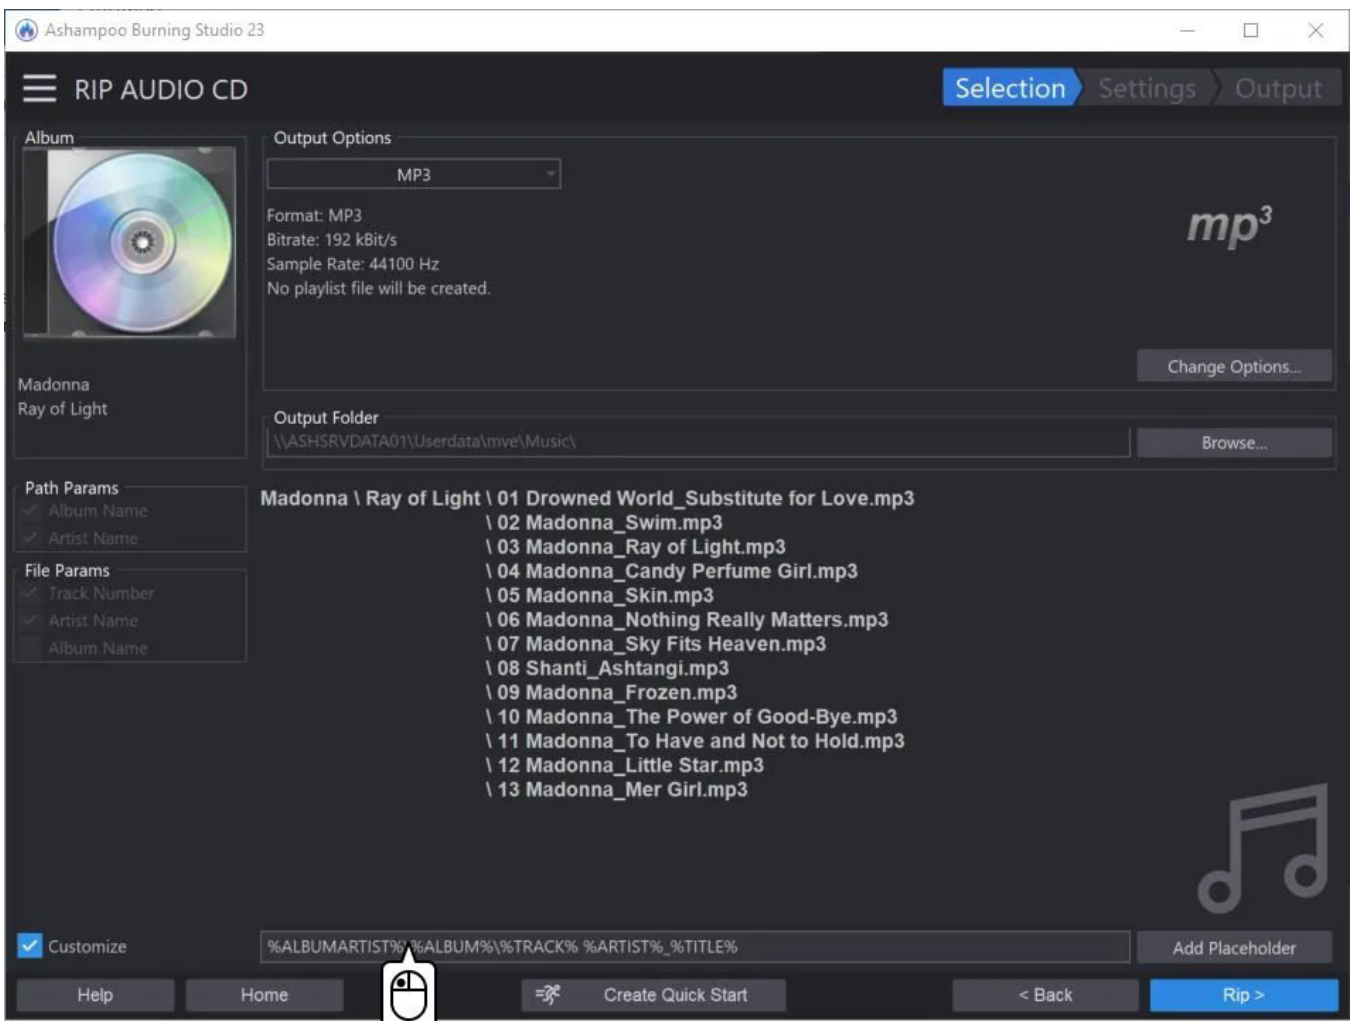 Ashampoo Burning Studio 23
RIP AUDIO CD
Selection
Settings
Output
Album
Madonna
Ray of Light
Output Options
MP3
Format: MP3
Bitrate: 192 kBit/s
Sample Rate: 44100 Hz
No playlist file will be created.
mp3
Change Options...
Output Folder
\\ASHSRVDATA01\Userdata\mve\Music\
Browse...
Path Params
Album Name
Artist Name
File Params
Track Number
Artist Name
Album Name
Madonna \ Ray of Light \ 01 Drowned World_Substitute for Love.mp3
\ 02 Madonna_Swim.mp3
\ 03 Madonna_Ray of Light.mp3
\ 04 Madonna_Candy Perfume Girl.mp3
\ 05 Madonna_Skin.mp3
\ 06 Madonna_Nothing Really Matters.mp3
\ 07 Madonna_Sky Fits Heaven.mp3
\ 08 Shanti_Ashtangi.mp3
\ 09 Madonna_Frozen.mp3
\ 10 Madonna_The Power of Good-Bye.mp3
\ 11 Madonna_To Have and Not to Hold.mp3
\ 12 Madonna_Little Star.mp3
\ 13 Madonna_Mer Girl.mp3
Customize
%ALBUMARTIST%\%ALBUM%\%TRACK% %ARTIST%_%TITLE%
Add Placeholder
Help
Home
Create Quick Start
< Back
Rip >